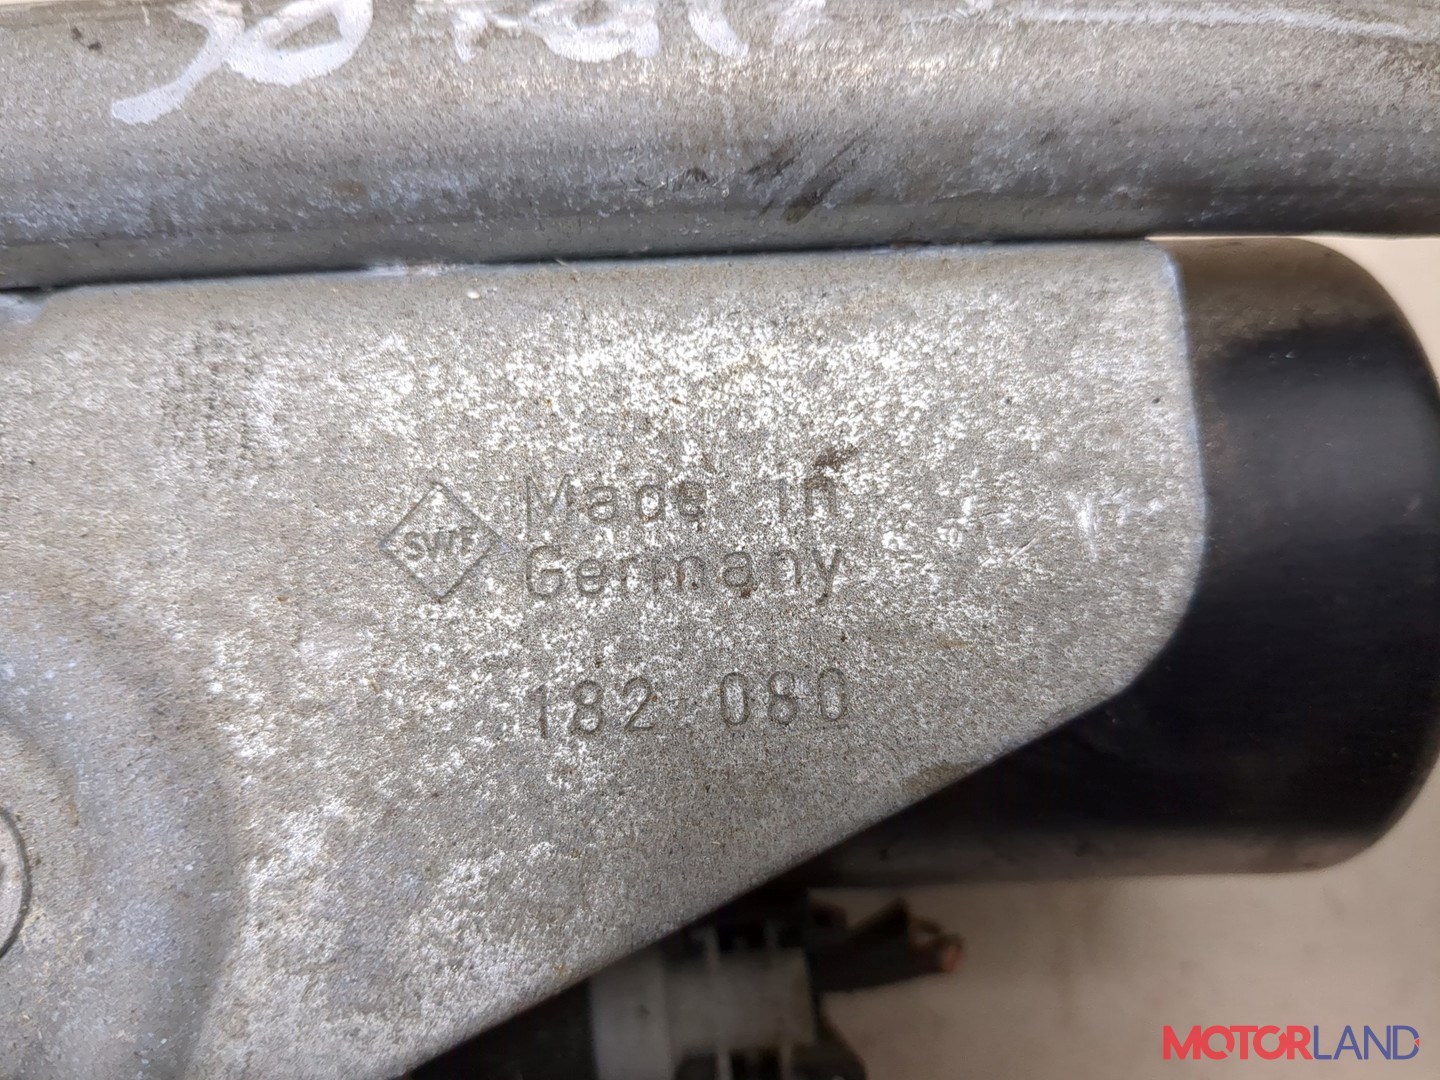 SWF
Made in
Germany
182 080
MOTORLAND